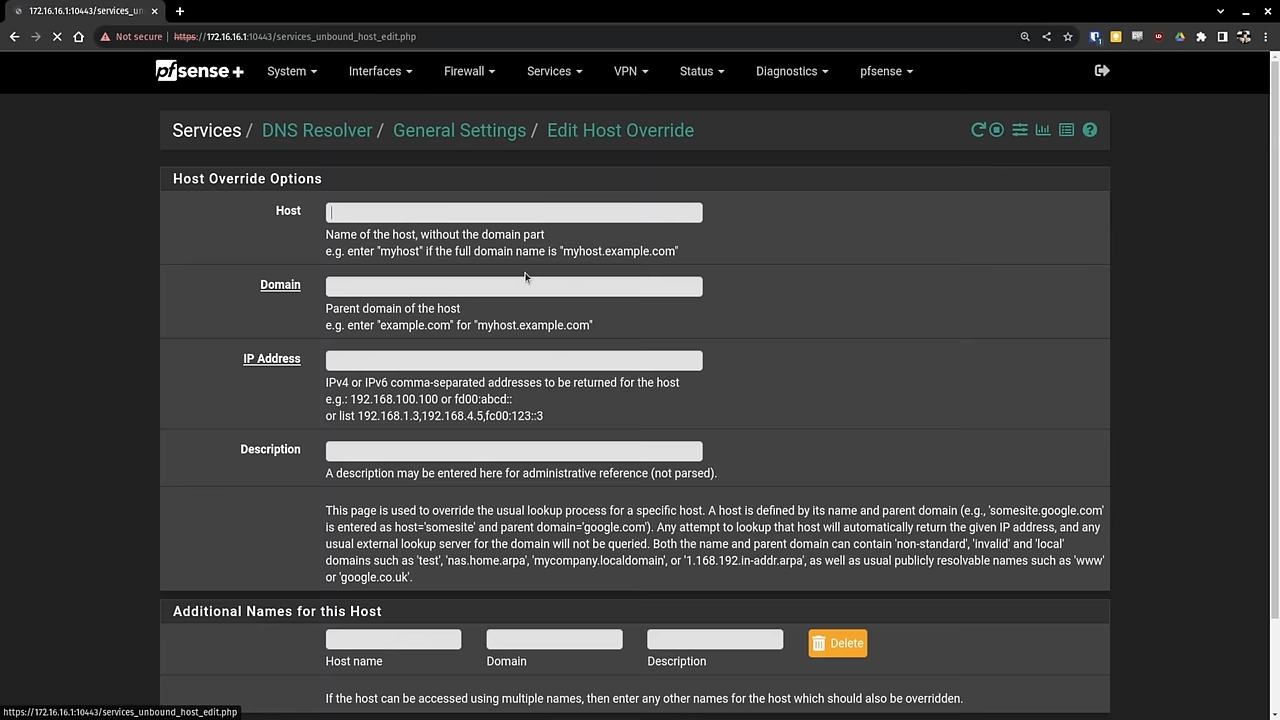 172.16.16.1:10443/services_un
Not secure https://172.16.16.1:10443/services_unbound_host_edit.php
pfsense + System Interfaces Firewall Services VPN Status Diagnostics pfsense
Services / DNS Resolver / General Settings / Edit Host Override
Host Override Options
Host
Name of the host, without the domain part
e.g. enter "myhost" if the full domain name is "myhost.example.com"
Domain
Parent domain of the host
e.g. enter "example.com" for "myhost.example.com"
IP Address
IPv4 or IPv6 comma-separated addresses to be returned for the host
e.g.: 192.168.100.100 or fd00:abcd::
or list 192.168.1.3,192.168.4.5,fc00:123::3
Description
A description may be entered here for administrative reference (not parsed).
This page is used to override the usual lookup process for a specific host. A host is defined by its name and parent domain (e.g., 'somesite.google.com'
is entered as host='somesite' and parent domain='google.com'). Any attempt to lookup that host will automatically return the given IP address, and any
usual external lookup server for the domain will not be queried. Both the name and parent domain can contain 'non-standard', 'invalid' and 'local'
domains such as 'test', 'nas.home.arpa', 'mycompany.localdomain', or '1.168.192.in-addr.arpa', as well as usual publicly resolvable names such as 'www'
or 'google.co.uk'.
Additional Names for this Host
Delete
Host name Domain Description
If the host can be accessed using multiple names, then enter any other names for the host which should also be overridden.
https://172.16.16.1:10443/services_unbound_host_edit.php